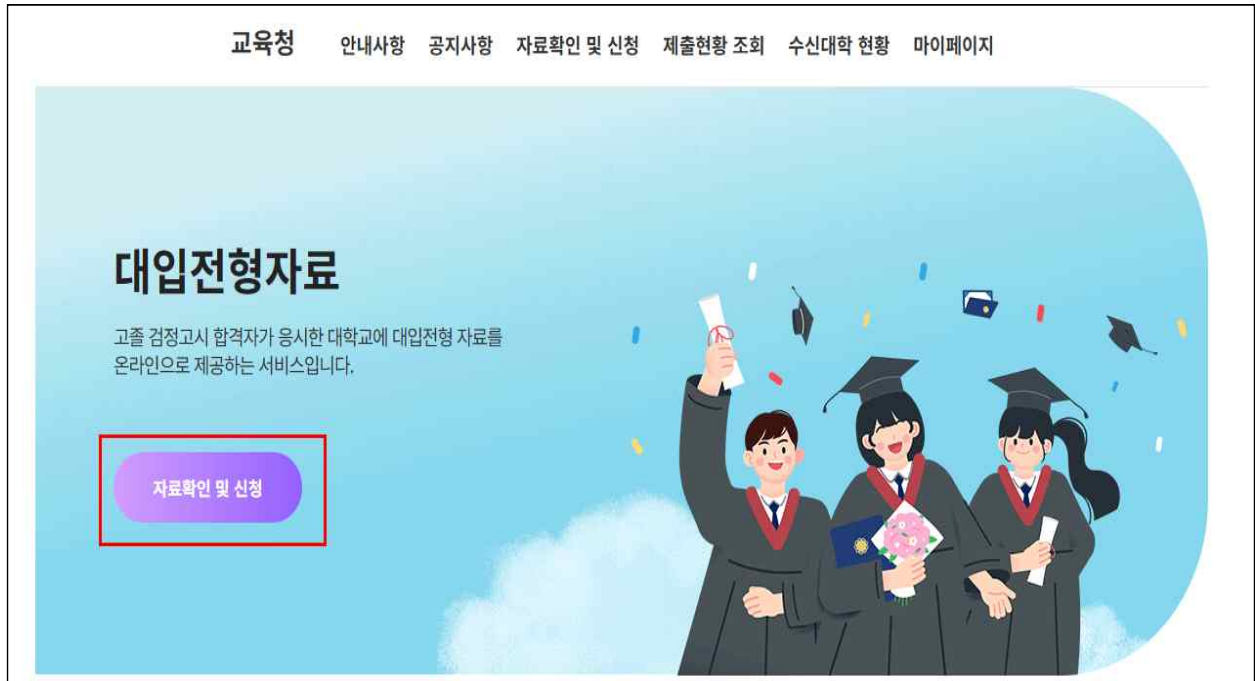 교육청 안내사항 공지사항 자료확인 및 신청 제출현황 조회 수신대학 현황 마이페이지
대입전형자료
고졸 검정고시 합격자가 응시한 대학교에 대입전형 자료를
온라인으로 제공하는 서비스입니다.
자료확인 및 신청